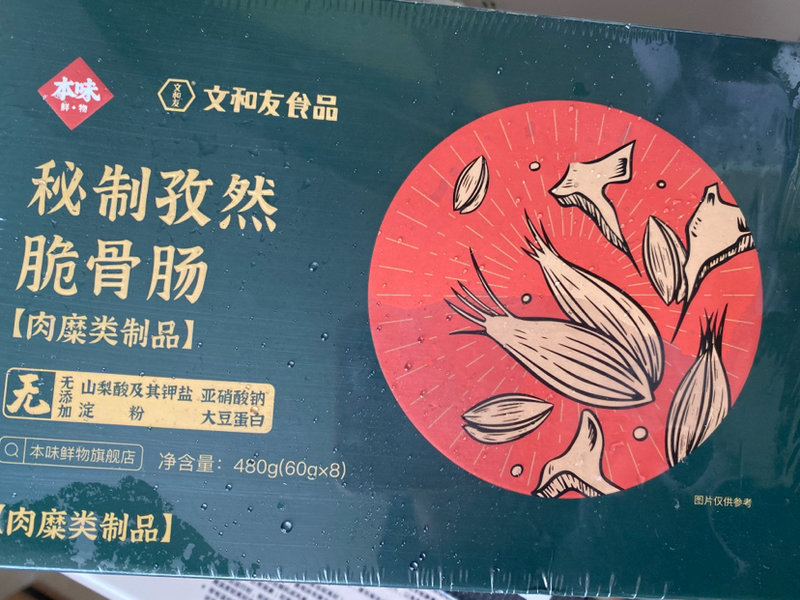 本味
鲜·物
文和友
文和友食品
秘制孜然
脆骨肠
【肉糜类制品】
无
无添加
山梨酸及其钾盐 亚硝酸钠
淀粉 大豆蛋白
本味鲜物旗舰店
净含量：480g(60g×8)
图片仅供参考
【肉糜类制品】